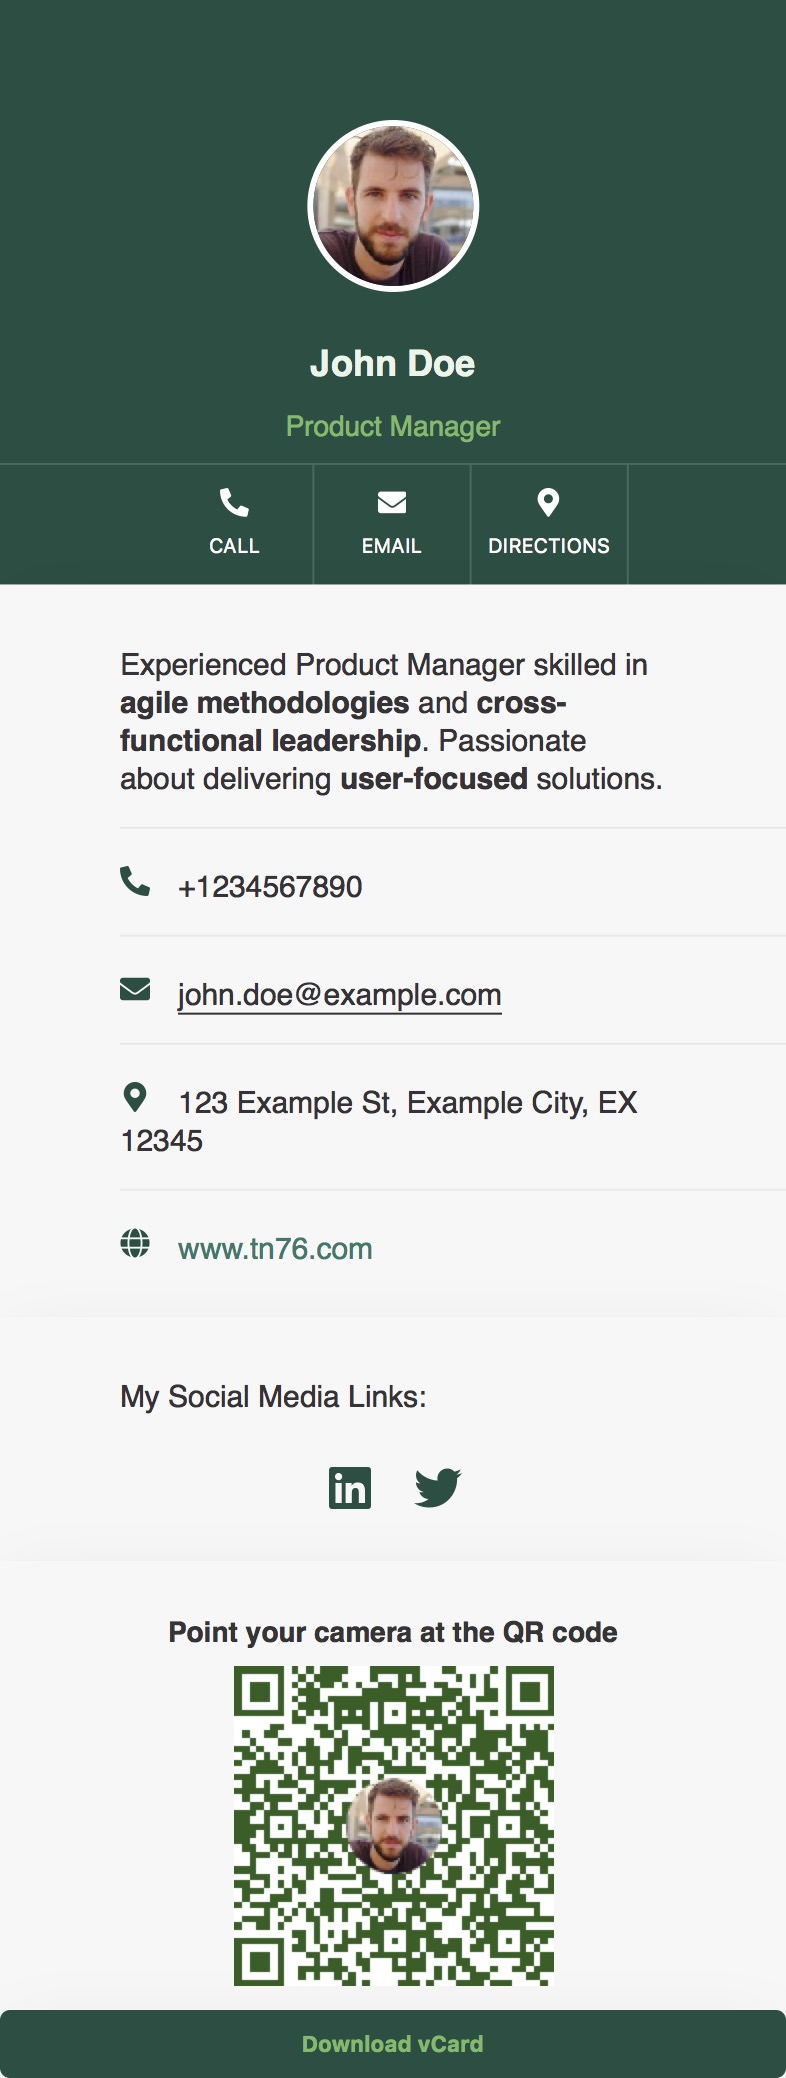 John Doe
Product Manager
CALL
EMAIL
DIRECTIONS
Experienced Product Manager skilled in
agile methodologies and cross-
functional leadership. Passionate
about delivering user-focused solutions.
+1234567890
john.doe@example.com
123 Example St, Example City, EX
12345
www.tn76.com
My Social Media Links:
in
Point your camera at the QR code
Download vCard